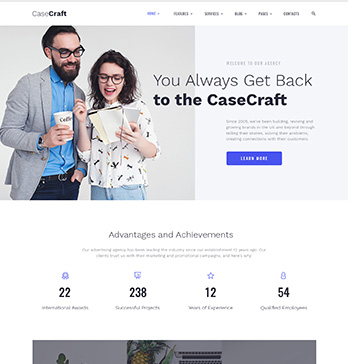 CaseCraft
HOME
FEATURES
SERVICES
BLOG
PAGES
CONTACTS
WELCOME TO OUR AGENCY
You Always Get Back
to the CaseCraft
Since 2009, we've been building, reviving and
growing brands in the US and beyond through
telling their stories, solving their problems,
creating connections with their customers.
LEARN MORE
Coffee
Advantages and Achievements
Our advertising agency has been leading the industry since our establishment 12 years ago. Our
clients trust us with their marketing and promotional campaigns, and here's why.
22
238
12
54
International Awards
Successful Projects
Years of Experience
Qualified Employees